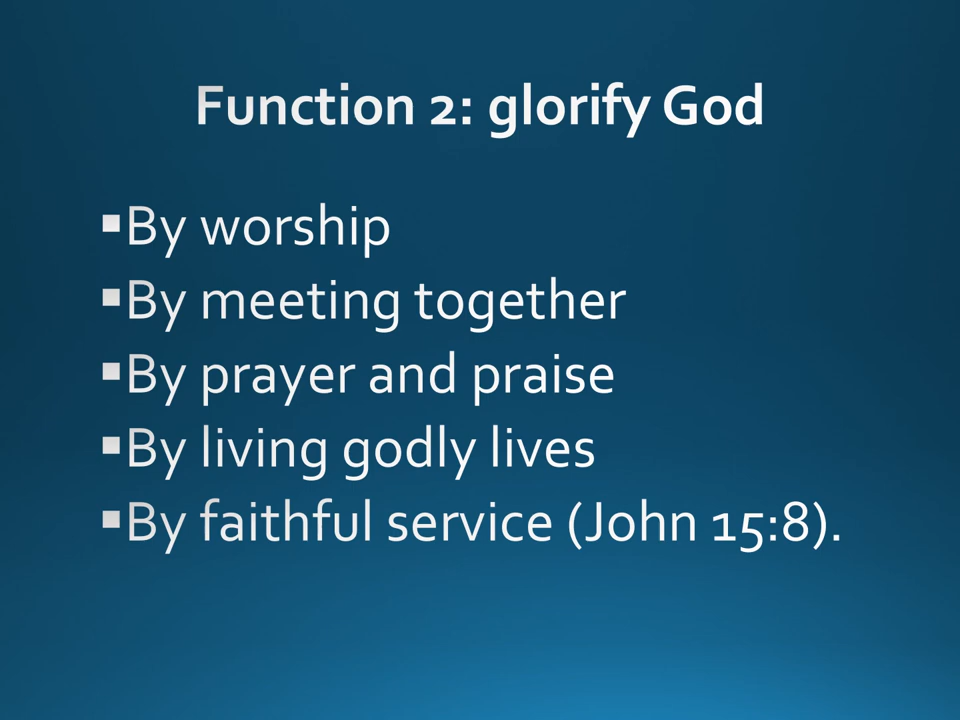 Function 2: glorify God
▪By worship
▪By meeting together
▪By prayer and praise
▪By living godly lives
▪By faithful service (John 15:8).